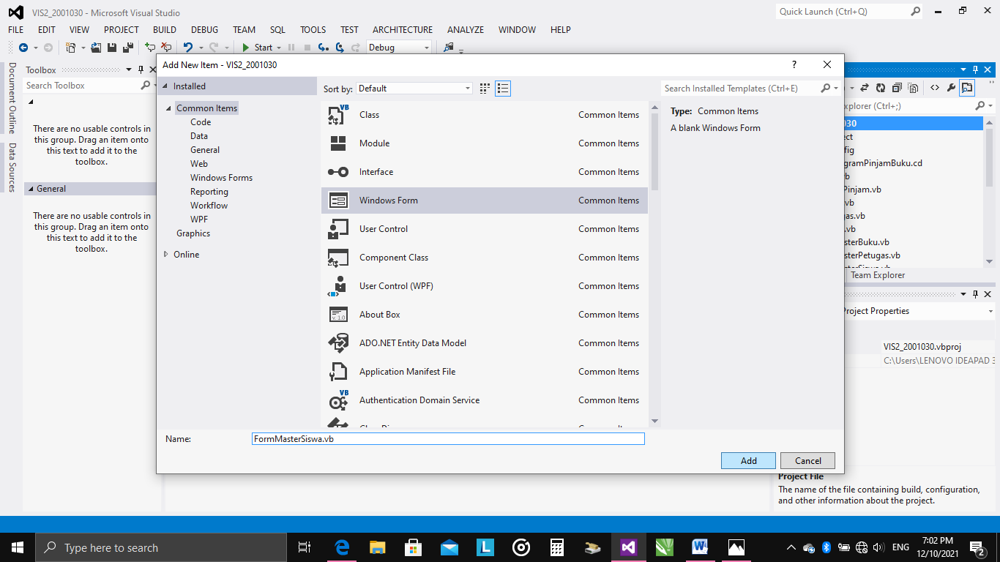 VIS2_2001030 - Microsoft Visual Studio
Quick Launch (Ctrl+Q)
FILE EDIT VIEW PROJECT BUILD DEBUG TEAM SQL TOOLS TEST ARCHITECTURE ANALYZE WINDOW HELP
Start Debug
Document Outline
Data Sources
Toolbox
Search Toolbox
There are no usable controls in
this group. Drag an item onto
this text to add it to the
toolbox.
General
There are no usable controls in
this group. Drag an item onto
this text to add it to the
toolbox.
Add New Item - VIS2_2001030
?
Installed
Common Items
Code
Data
General
Web
Windows Forms
Reporting
Workflow
WPF
Graphics
Online
Sort by: Default
Search Installed Templates (Ctrl+E)
VB Class Common Items
Module Common Items
Interface Common Items
Windows Form Common Items
User Control Common Items
Component Class Common Items
User Control (WPF) Common Items
About Box Common Items
ADO.NET Entity Data Model Common Items
Application Manifest File Common Items
VB Authentication Domain Service Common Items
Type: Common Items
A blank Windows Form
Name: FormMasterSiswa.vb
Add Cancel
xplorer (Ctrl+;)
030
ect
fig
gramPinjamBuku.cd
vb
Pinjam.vb
.vb
gas.vb
.vb
sterBuku.vb
sterPetugas.vb
Team Explorer
Project Properties
VIS2_2001030.vbproj
C:\Users\LENOVO IDEAPAD 3
Project File
The name of the file containing build, configuration,
and other information about the project.
Type here to search
ENG
7:02 PM
12/10/2021
2